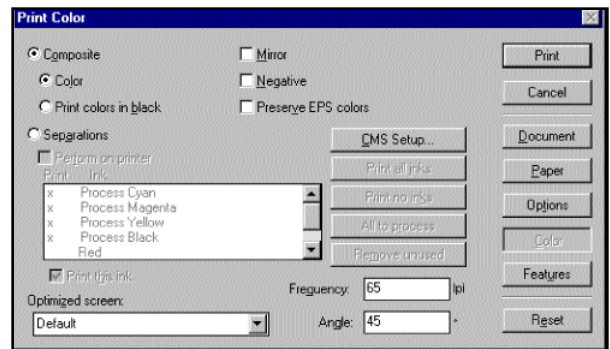 Print Color
Composite
Color
Print colors in black
Mirror
Negative
Preserve EPS colors
Separations
Perform on printer
Print Ink
x Process Cyan
x Process Magenta
x Process Yellow
x Process Black
Red
Print this ink
Optimized screen:
Default
CMS Setup...
Print all inks
Print no inks
All to process
Remove unused
Frequency: 65 lpi
Angle: 45 °
Print
Cancel
Document
Paper
Options
Color
Features
Reset